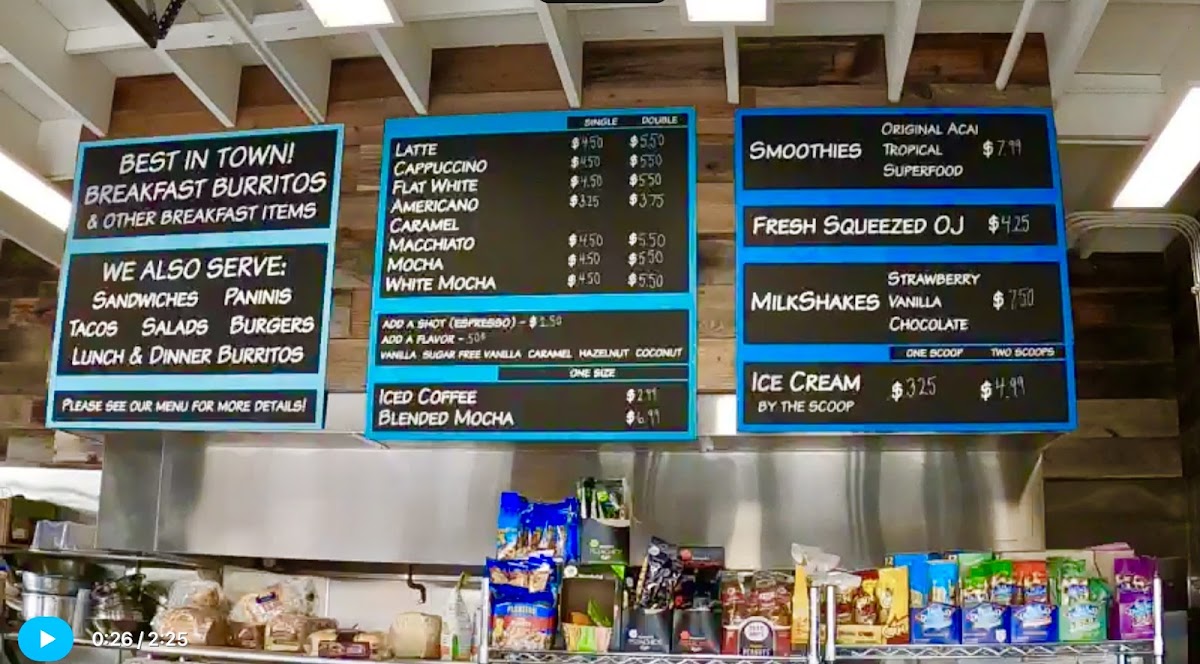 BEST IN TOWN!
BREAKFAST BURRITOS
& OTHER BREAKFAST ITEMS
WE ALSO SERVE:
SANDWICHES PANINIS
TACOS SALADS BURGERS
LUNCH & DINNER BURRITOS
PLEASE SEE OUR MENU FOR MORE DETAILS!
SINGLE DOUBLE
LATTE $4.50 $5.50
CAPPUCCINO $4.50 $5.50
FLAT WHITE $4.50 $5.50
AMERICANO $3.25 $3.75
CARAMEL
MACCHIATO $4.50 $5.50
MOCHA $4.50 $5.50
WHITE MOCHA $4.50 $5.50
ADD A SHOT (ESPRESSO) - $1.50
ADD A FLAVOR - .50¢
VANILLA SUGAR FREE VANILLA CARAMEL HAZELNUT COCONUT
ONE SIZE
ICED COFFEE $2.99
BLENDED MOCHA $6.99
SMOOTHIES
ORIGINAL ACAI
TROPICAL
SUPERFOOD
$7.99
FRESH SQUEEZED OJ $4.25
MILKSHAKES
STRAWBERRY
VANILLA
CHOCOLATE
$7.50
ONE SCOOP TWO SCOOPS
ICE CREAM $3.25 $4.99
BY THE SCOOP
PLANTERS
PEANUTS
0:26 / 2:25